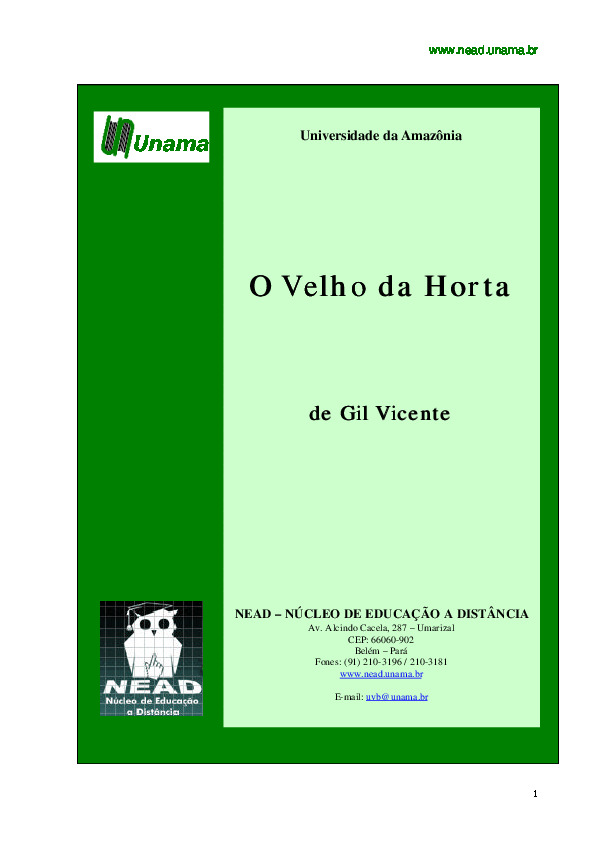 www.nead.unama.br
Unama
Universidade da Amazônia
O Velho da Horta
de Gil Vicente
NEAD – NÚCLEO DE EDUCAÇÃO A DISTÂNCIA
Av. Alcindo Cacela, 287 – Umarizal
CEP: 66060-902
Belém – Pará
Fones: (91) 210-3196 / 210-3181
www.nead.unama.br
E-mail: uvb@unama.br
NEAD
Núcleo de Educação
a Distância
1